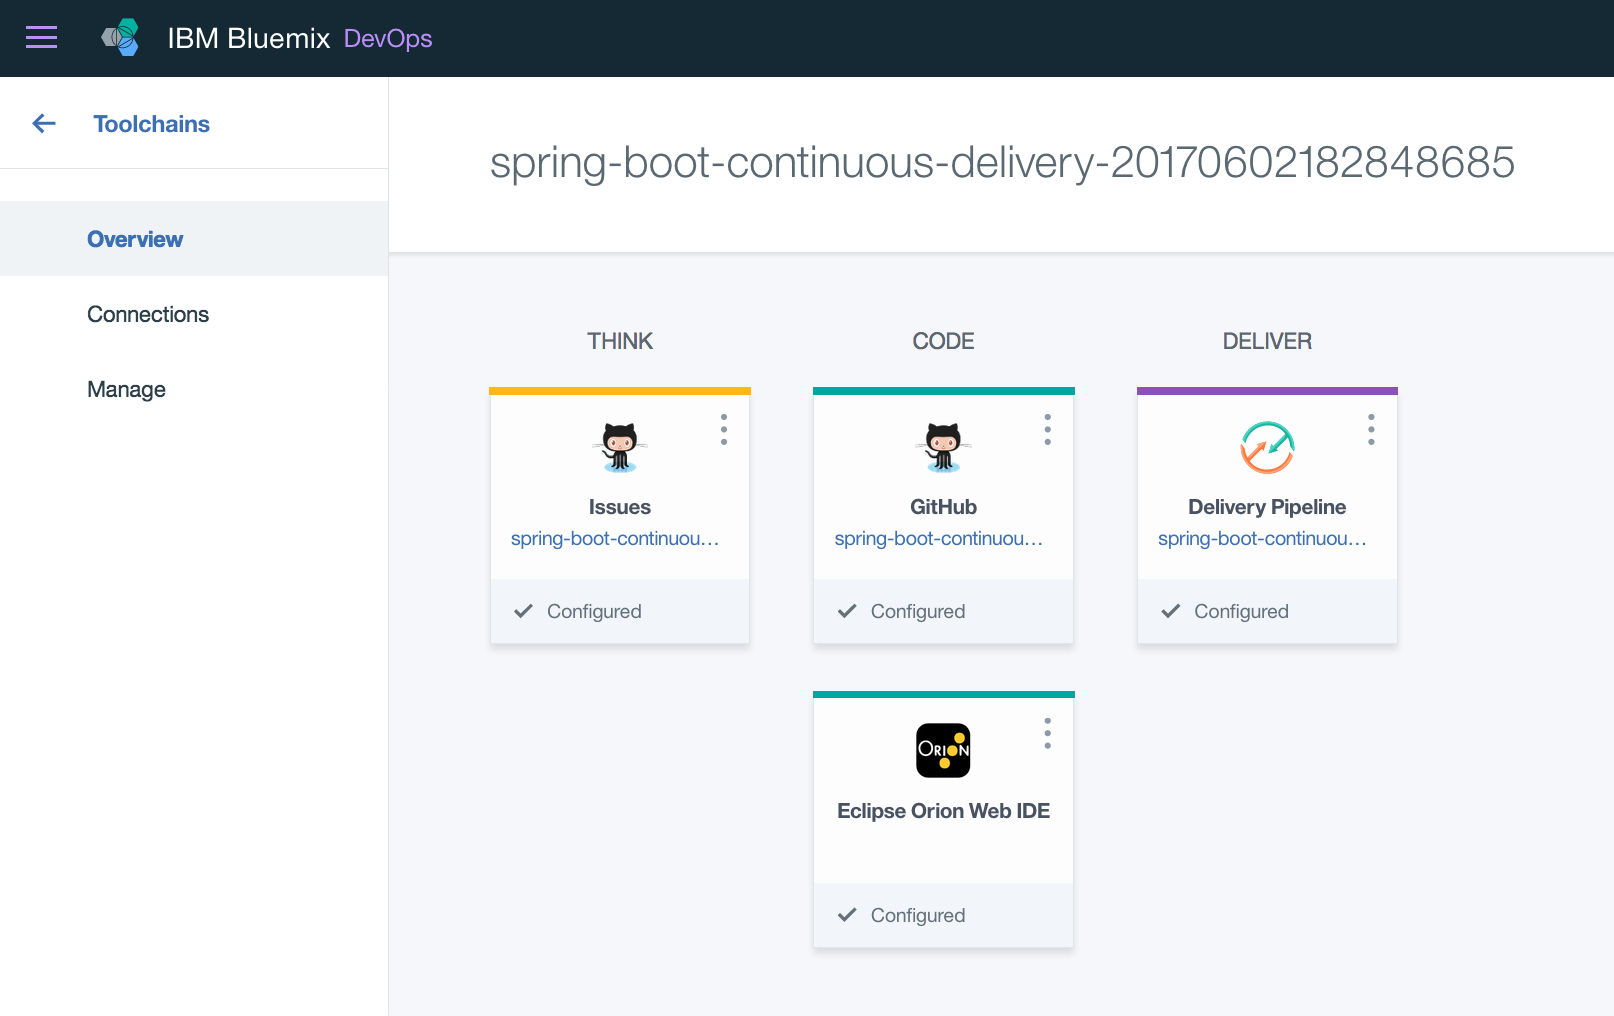 IBM Bluemix DevOps
Toolchains
Overview
Connections
Manage
spring-boot-continuous-delivery-20170602182848685
THINK
Issues
spring-boot-continuou...
Configured
CODE
GitHub
spring-boot-continuou...
Configured
ORION
Eclipse Orion Web IDE
Configured
DELIVER
Delivery Pipeline
spring-boot-continuou...
Configured